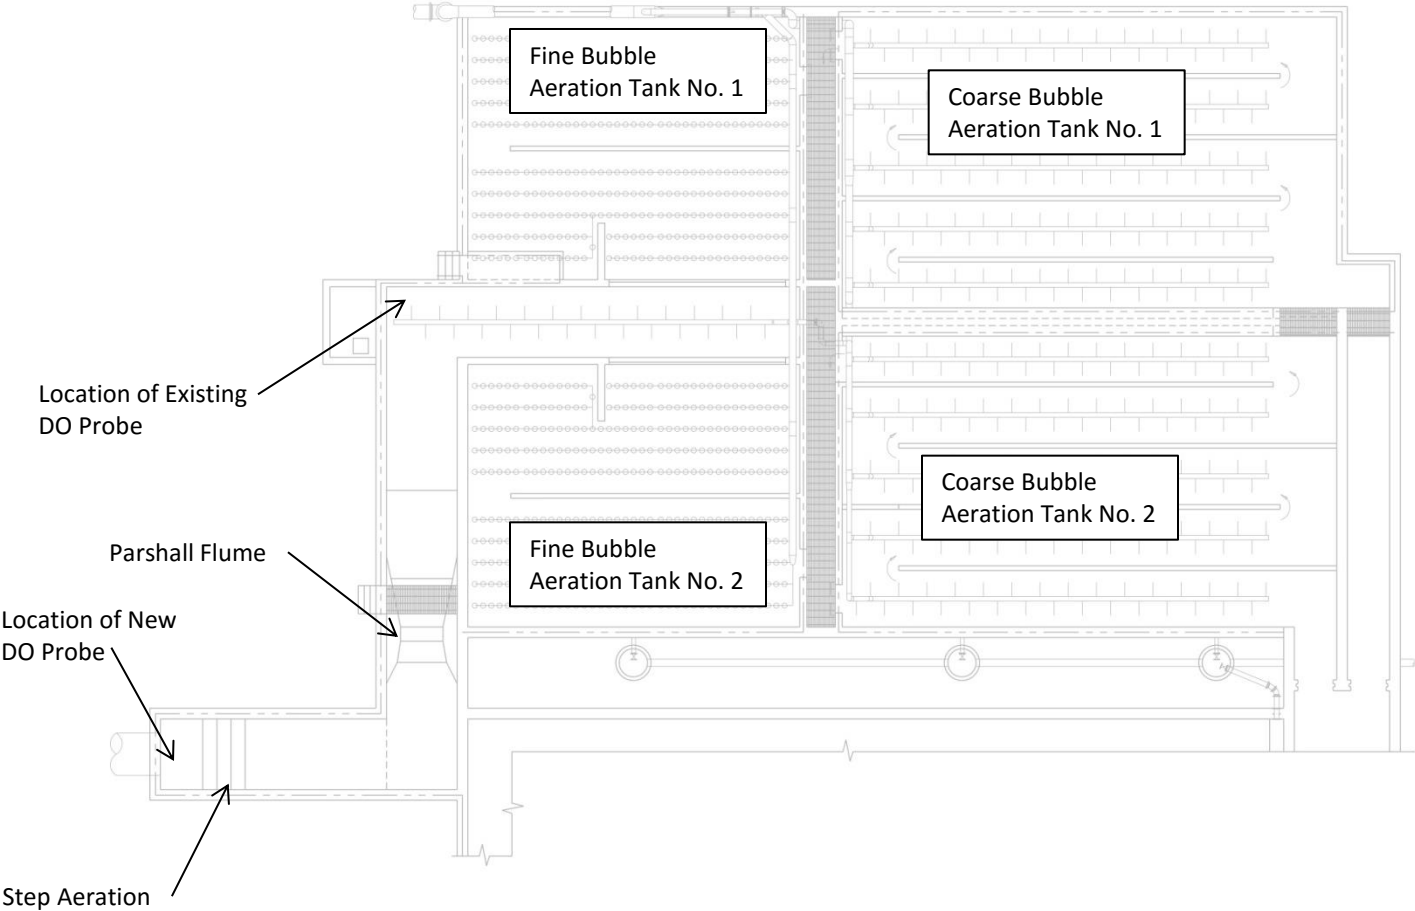 Fine Bubble
Aeration Tank No. 1
Coarse Bubble
Aeration Tank No. 1
Location of Existing
DO Probe
Coarse Bubble
Aeration Tank No. 2
Parshall Flume
Fine Bubble
Aeration Tank No. 2
Location of New
DO Probe
Step Aeration